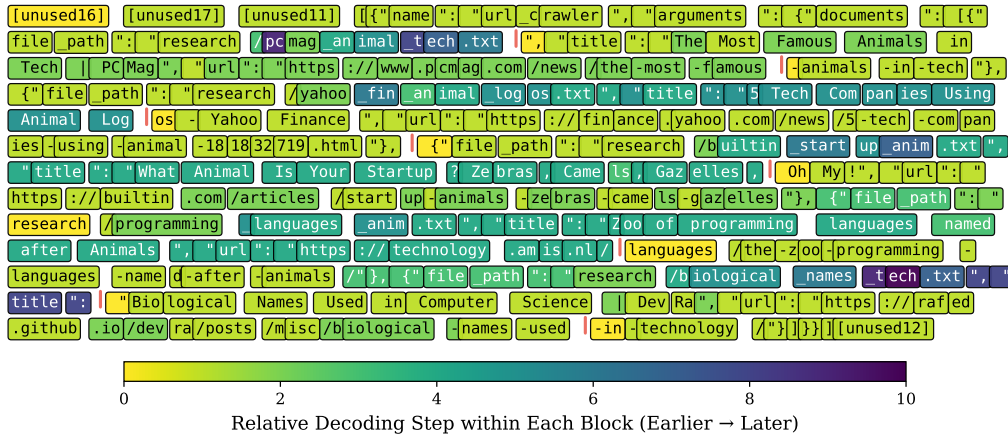 [unused16] [unused17] [unused11] [{"name ": "url_crawler ", "arguments ": {"documents ": [{"
file_path ": "research /pcmag_animal_tech.txt ", "title ": "The Most Famous Animals in
Tech | PCMag", "url": "https ://www.pcmag.com/news/the-most-famous -animals -in-tech "},
{"file_path ": "research /yahoo_fin_animal_logos.txt ", "title ": "5 Tech Companies Using
Animal Logos - Yahoo Finance ", "url": "https ://finance.yahoo.com/news/5-tech-compan
ies-using-animal-181832719.html "}, {"file_path ": "research /builtin_startup_anim.txt ",
"title ": "What Animal Is Your Startup ? Zebras, Camels, Gazelles, Oh My!", "url": "
https ://builtin.com/articles/startup-animals-zebras-camels-gazelles "}, {"file_path ": "
research /programming_languages_anim.txt ", "title ": "Zoo of programming languages named
after Animals ", "url": "https ://technology.amis.nl/languages /the-zoo-programming -
languages -named-after-animals /"}, {"file_path ": "research /biological_names_tech.txt ", "
title ": "Biological Names Used in Computer Science | DevRa", "url": "https ://rafed
.github.io/devra/posts/misc/biological-names-used -in-technology /"}]}}][unused12]
0 2 4 6 8 10
Relative Decoding Step within Each Block (Earlier → Later)